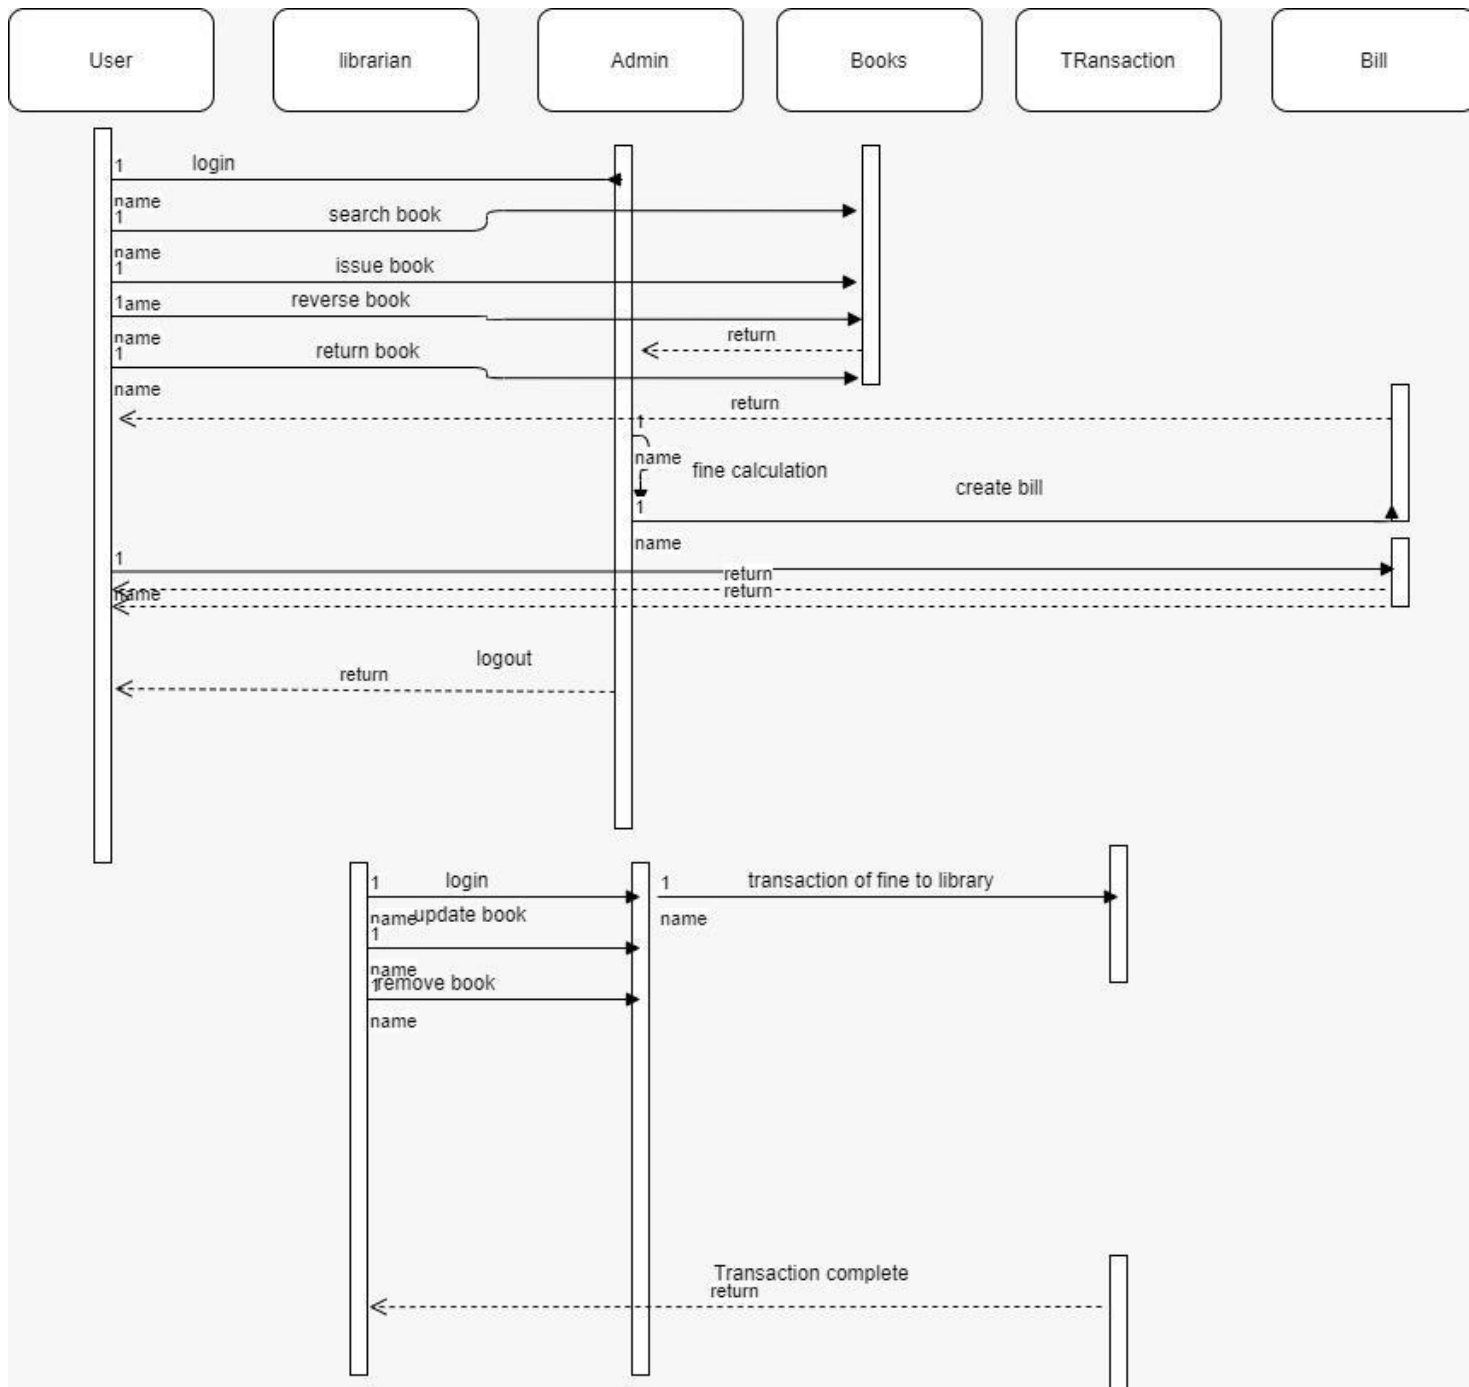 User
librarian
Admin
Books
TRansaction
Bill
1
login
name
1
search book
name
1
issue book
1ame
reverse book
name
return
1
return book
name
return
1
name
fine calculation
1
create bill
name
1
return
name
return
logout
return
1
login
1
transaction of fine to library
name
update book
name
1
name
1
remove book
name
Transaction complete
return